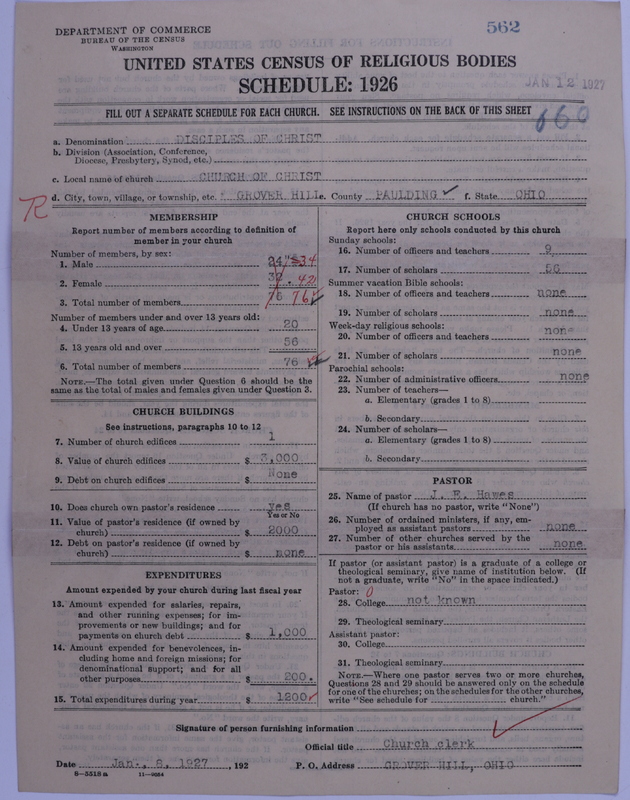 DEPARTMENT OF COMMERCE
BUREAU OF THE CENSUS
WASHINGTON
562
UNITED STATES CENSUS OF RELIGIOUS BODIES
SCHEDULE: 1926
JAN 12 1927
FILL OUT A SEPARATE SCHEDULE FOR EACH CHURCH. SEE INSTRUCTIONS ON THE BACK OF THIS SHEET
160
a. Denomination DISCIPLES OF CHRIST
b. Division (Association, Conference,
Diocese, Presbytery, Synod, etc.)
c. Local name of church CHURCH OF CHRIST
R
d. City, town, village, or township, etc. GROVER HILL e. County PAULDING ✓ f. State OHIO
MEMBERSHIP
Report number of members according to definition of
member in your church
Number of members, by sex:
1. Male 24 34
2. Female 32 . 42
3. Total number of members 76 ✓
Number of members under and over 13 years old:
4. Under 13 years of age 20
5. 13 years old and over 56
6. Total number of members 76 ✓
NOTE.—The total given under Question 6 should be the
same as the total of males and females given under Question 3.
CHURCH BUILDINGS
See instructions, paragraphs 10 to 12
7. Number of church edifices 1
8. Value of church edifices $ 3,000
9. Debt on church edifices $ None
10. Does church own pastor's residence yes
Yes or No
11. Value of pastor's residence (if owned by
church) $ 2000
12. Debt on pastor's residence (if owned by
church) $ none
EXPENDITURES
Amount expended by your church during last fiscal year
13. Amount expended for salaries, repairs,
and other running expenses; for im-
provements or new buildings; and for
payments on church debt $ 1,000
14. Amount expended for benevolences, in-
cluding home and foreign missions; for
denominational support; and for all
other purposes $ 200.
15. Total expenditures during year $ 1200 ✓
CHURCH SCHOOLS
Report here only schools conducted by this church
Sunday schools:
16. Number of officers and teachers 9
17. Number of scholars 56
Summer vacation Bible schools:
18. Number of officers and teachers none
19. Number of scholars none
Week-day religious schools:
20. Number of officers and teachers none
21. Number of scholars none
Parochial schools:
22. Number of administrative officers none
23. Number of teachers—
a. Elementary (grades 1 to 8)
b. Secondary
24. Number of scholars—
a. Elementary (grades 1 to 8)
b. Secondary
PASTOR
25. Name of pastor J. E. Hawes
(If church has no pastor, write "None")
26. Number of ordained ministers, if any, em-
ployed as assistant pastors none
27. Number of other churches served by the
pastor or his assistants none
If pastor (or assistant pastor) is a graduate of a college or
theological seminary, give name of institution below. (If
not a graduate, write "No" in the space indicated.)
Pastor: 0
28. College not known
29. Theological seminary
Assistant pastor:
30. College
31. Theological seminary
NOTE.—Where one pastor serves two or more churches,
Questions 28 and 29 should be answered only on the schedule
for one of the churches; on the schedules for the other churches,
write "See schedule for church."
Signature of person furnishing information
Official title Church clerk
Date Jan., 8, 1927 , 192 P. O. Address GROVER HILL, OHIO
8—5518 a 11—9084